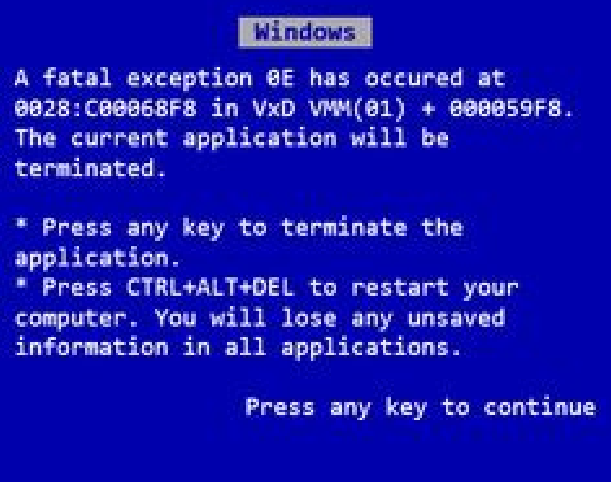 Windows
A fatal exception 0E has occured at
0028:C00068F8 in VxD VMM(01) + 000059F8.
The current application will be
terminated.
* Press any key to terminate the
application.
* Press CTRL+ALT+DEL to restart your
computer. You will lose any unsaved
information in all applications.
Press any key to continue